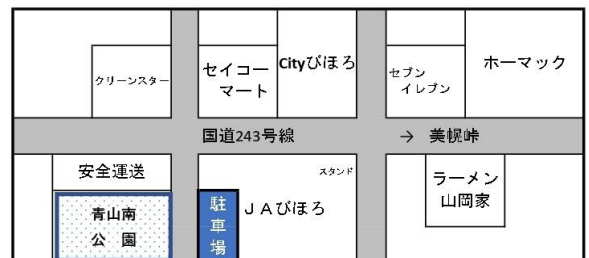 クリーンスター
セイコー
マート
Cityびほろ
セブン
イレブン
ホーマック
国道243号線
→ 美幌峠
安全運送
スタンド
青山南
公 園
駐
車
場
JAびほろ
ラーメン
山岡家